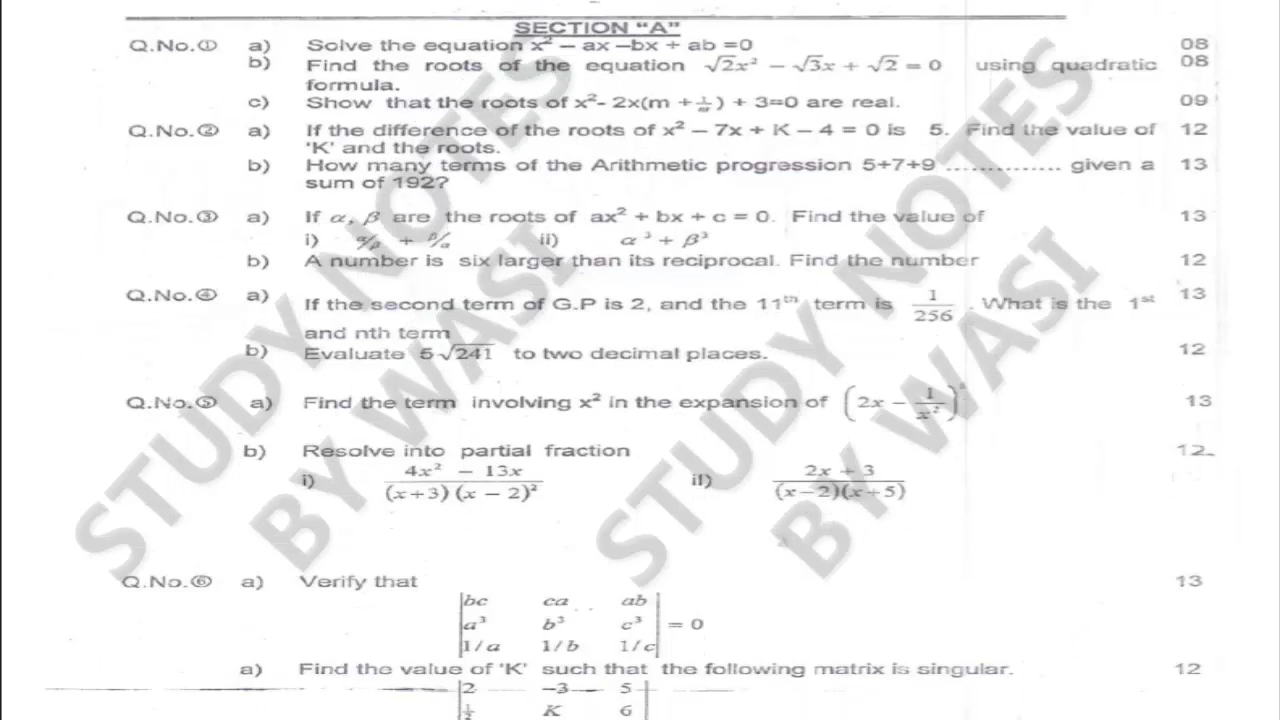 SECTION "A"
Q.No.① a) Solve the equation x² – ax –bx + ab =0 08
b) Find the roots of the equation √2x² − √3x + √2 = 0 using quadratic 08
formula.
c) Show that the roots of x²- 2x(m + 1/m) + 3=0 are real. 09
Q.No.② a) If the difference of the roots of x² – 7x + K – 4 = 0 is 5. Find the value of 12
'K' and the roots.
b) How many terms of the Arithmetic progression 5+7+9 .............. given a 13
sum of 192?
Q.No.③ a) If α, β are the roots of ax² + bx + c = 0. Find the value of 13
i) α/β + β/α ii) α³ + β³
b) A number is six larger than its reciprocal. Find the number 12
Q.No.④ a) If the second term of G.P is 2, and the 11th term is 1/256 . What is the 1st 13
and nth term
b) Evaluate 5√241 to two decimal places. 12
Q.No.⑤ a) Find the term involving x² in the expansion of (2x − 1/x²) 13
b) Resolve into partial fraction 12
i) 4x² − 13x / (x+3) (x − 2)² ii) 2x + 3 / (x−2)(x+5)
Q.No.⑥ a) Verify that 13
|bc ca ab|
|a³ b³ c³| = 0
|1/a 1/b 1/c|
a) Find the value of 'K' such that the following matrix is singular. 12
|2 −3 5|
|½ K 6|
STUDY NOTES
BY WASI
STUDY NOTES
BY WASI